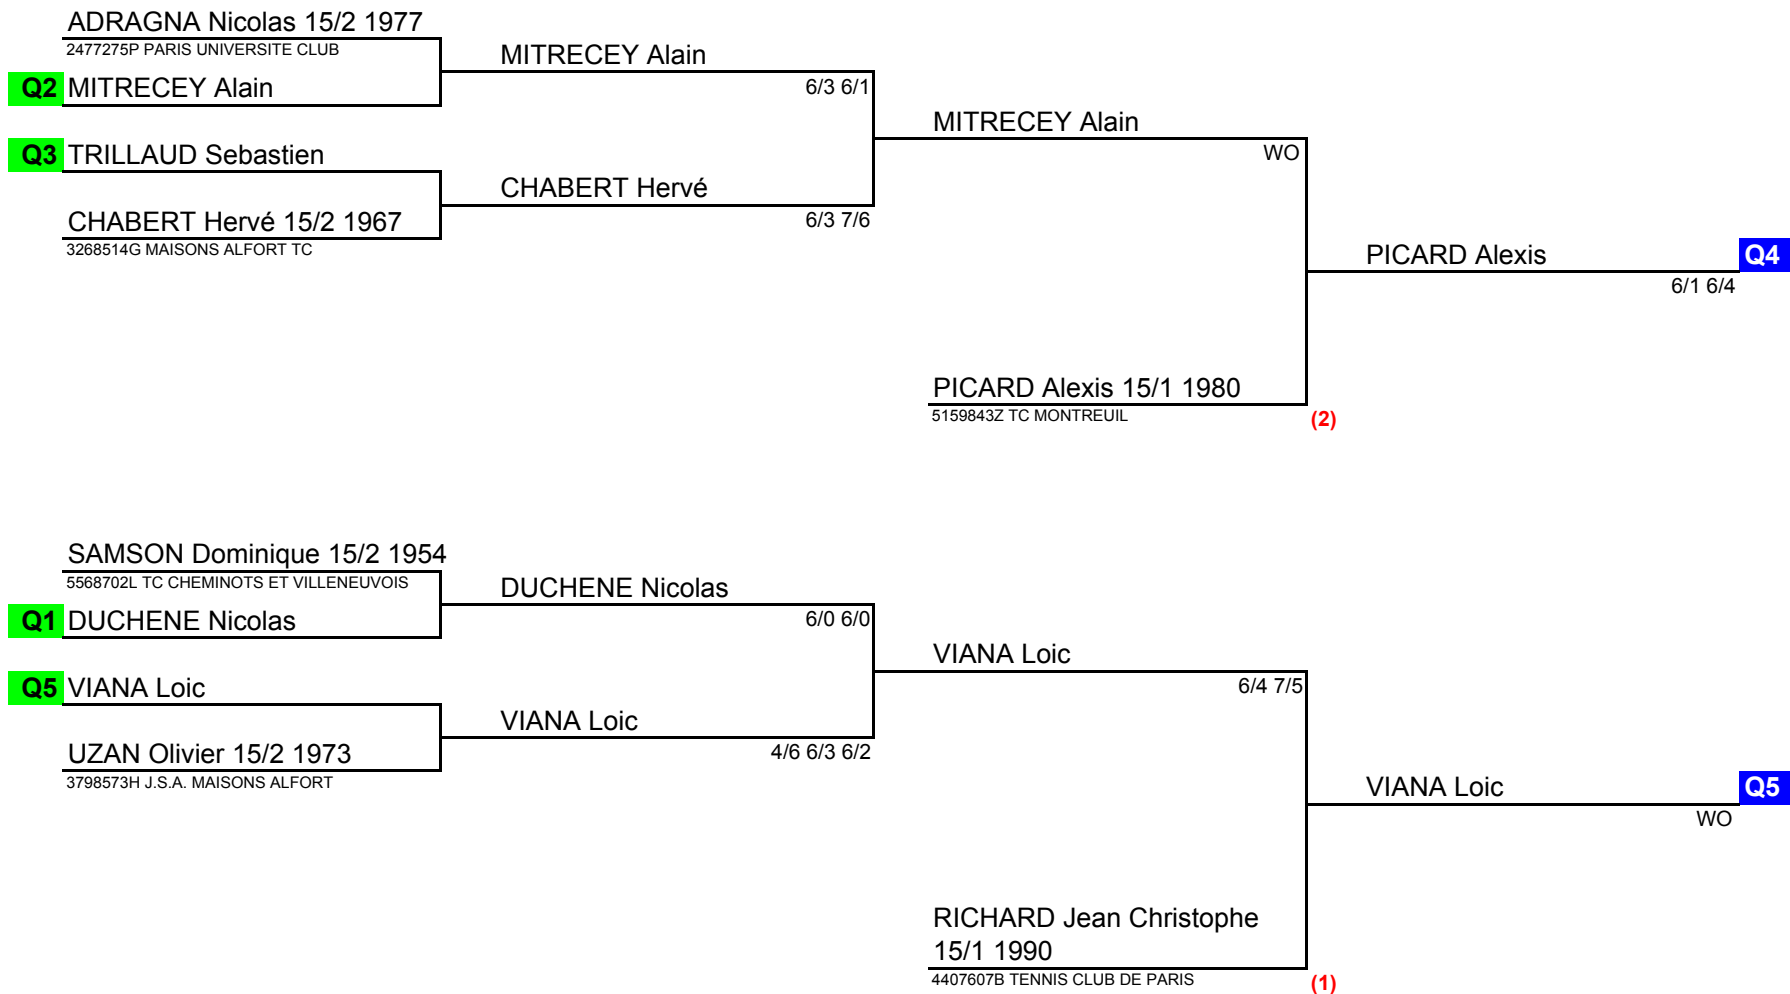 ADRAGNA Nicolas 15/2 1977
2477275P PARIS UNIVERSITE CLUB
MITRECEY Alain
Q2 MITRECEY Alain
6/3 6/1
MITRECEY Alain
Q3 TRILLAUD Sebastien
WO
CHABERT Hervé
CHABERT Hervé 15/2 1967
6/3 7/6
3268514G MAISONS ALFORT TC
PICARD Alexis
Q4
6/1 6/4
PICARD Alexis 15/1 1980
5159843Z TC MONTREUIL
(2)
SAMSON Dominique 15/2 1954
5568702L TC CHEMINOTS ET VILLENEUVOIS
DUCHENE Nicolas
Q1 DUCHENE Nicolas
6/0 6/0
VIANA Loic
Q5 VIANA Loic
6/4 7/5
VIANA Loic
UZAN Olivier 15/2 1973
4/6 6/3 6/2
3798573H J.S.A. MAISONS ALFORT
VIANA Loic
Q5
WO
RICHARD Jean Christophe
15/1 1990
4407607B TENNIS CLUB DE PARIS
(1)